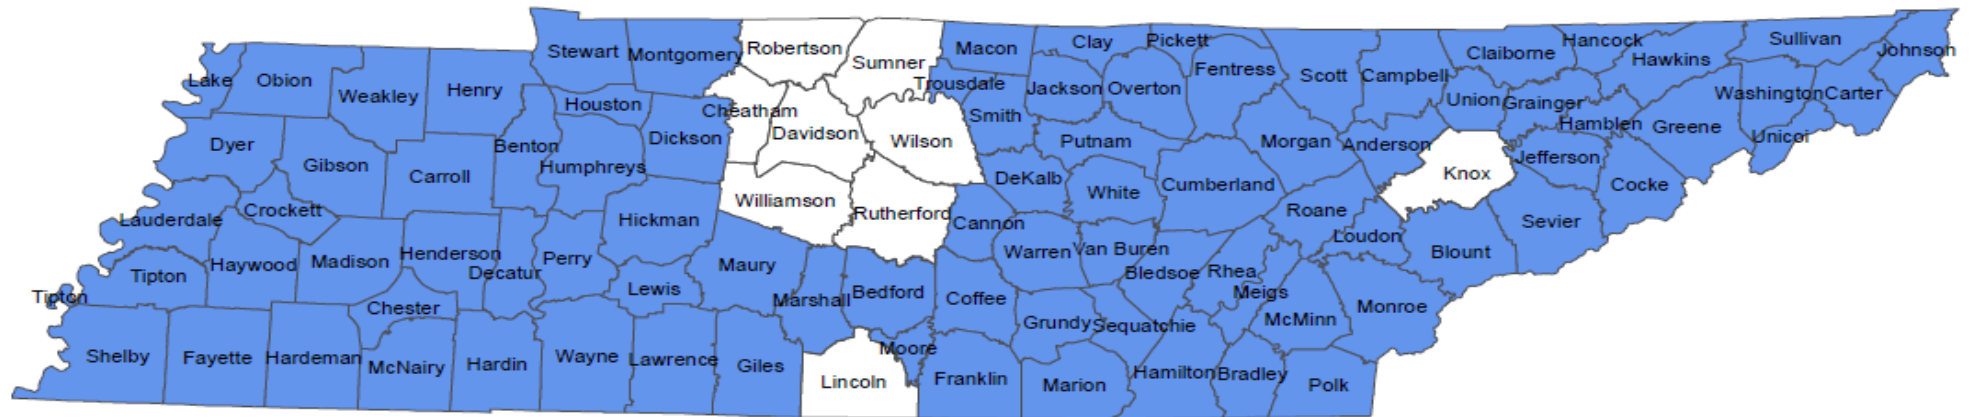 Stewart
Montgomery
Robertson
Sumner
Macon
Clay
Pickett
Fentress
Scott
Campbell
Claiborne
Hancock
Hawkins
Sullivan
Johnson
Lake
Obion
Weakley
Henry
Houston
Cheatham
Trousdale
Jackson
Overton
Union
Grainger
Washington
Carter
Dyer
Gibson
Carroll
Benton
Humphreys
Dickson
Davidson
Wilson
Smith
Putnam
Morgan
Anderson
Hamblen
Greene
Unicoi
Jefferson
Knox
Cocke
Lauderdale
Crockett
Hickman
Williamson
Rutherford
Cannon
DeKalb
White
Cumberland
Roane
Loudon
Blount
Sevier
Tipton
Tipton
Haywood
Madison
Henderson
Decatur
Perry
Lewis
Maury
Marshall
Bedford
Coffee
Warren
Van Buren
Bledsoe
Rhea
Meigs
McMinn
Monroe
Chester
Shelby
Fayette
Hardeman
McNairy
Hardin
Wayne
Lawrence
Giles
Lincoln
Moore
Franklin
Grundy
Sequatchie
Marion
Hamilton
Bradley
Polk